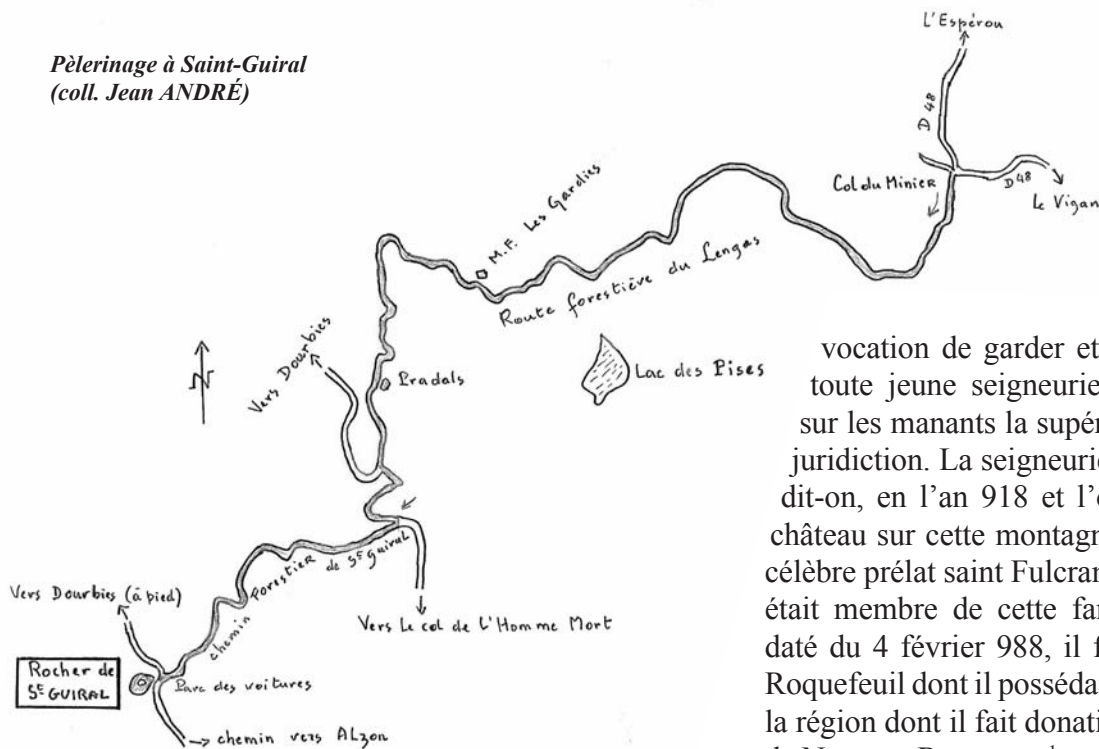 Pèlerinage à Saint-Guiral
(coll. Jean ANDRÉ)
L'Espérou
D 48
Col du Minier
D 48
Le Vigan
M.F. Les Gardies
Route forestière du Lengas
Vers Dourbies
Pradals
Lac des Pises
chemin forestier de St Guiral
Vers Dourbies (à pied)
Vers Le col de L'Homme Mort
Rocher de
St GUIRAL
Parc des voitures
chemin vers ALzon
vocation de garder et
toute jeune seigneurie
sur les manants la supér
juridiction. La seigneurie
dit-on, en l'an 918 et l'
château sur cette montagn
célèbre prélat saint Fulcran
était membre de cette far
daté du 4 février 988, il f
Roquefeuil dont il posséda
la région dont il fait donati